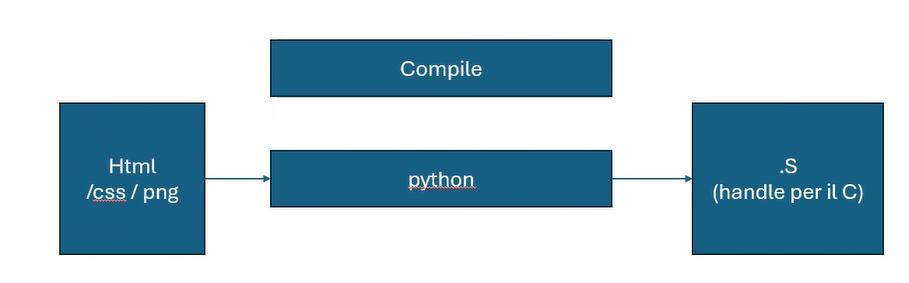 Compile
Html
/css / png
python
.S
(handle per il C)